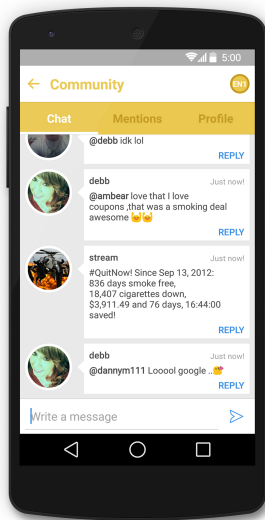 5:00
Community
EN1
Chat Mentions Profile
@debb idk lol
REPLY
debb Just now!
@ambear love that I love
coupons ,that was a smoking deal
awesome 😸😸
REPLY
stream Just now!
#QuitNow! Since Sep 13, 2012:
836 days smoke free,
18,407 cigarettes down,
$3,911.49 and 76 days, 16:44:00
saved!
REPLY
debb Just now!
@dannym111 Looool google ..🥳
REPLY
Write a message